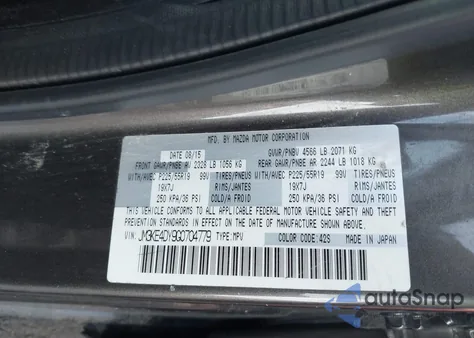 MFD. BY MAZDA MOTOR CORPORATION
DATE 08/15 GVWR/PNBV 4566 LB 2071 KG
FRONT GAWR/PNBE AV 2328 LB 1056 KG REAR GAWR/PNBE AR 2244 LB 1018 KG
WITH/AVEC P225/55R19 99V TIRES/PNEUS WITH/AVEC P225/55R19 99V TIRES/PNEUS
19X7J RIMS/JANTES 19X7J RIMS/JANTES
250 KPA/36 PSI COLD/A FROID 250 KPA/36 PSI COLD/A FROID
THIS VEHICLE CONFORMS TO ALL APPLICABLE FEDERAL MOTOR VEHICLE SAFETY, BUMPER, AND THEFT PREVENTION STANDARDS
IN EFFECT ON THE DATE OF MANUFACTURE SHOWN ABOVE.
VIN: JM3KE4DY9G0704779 TYPE: MPV COLOR CODE: 42S MADE IN JAPAN
autoSnap